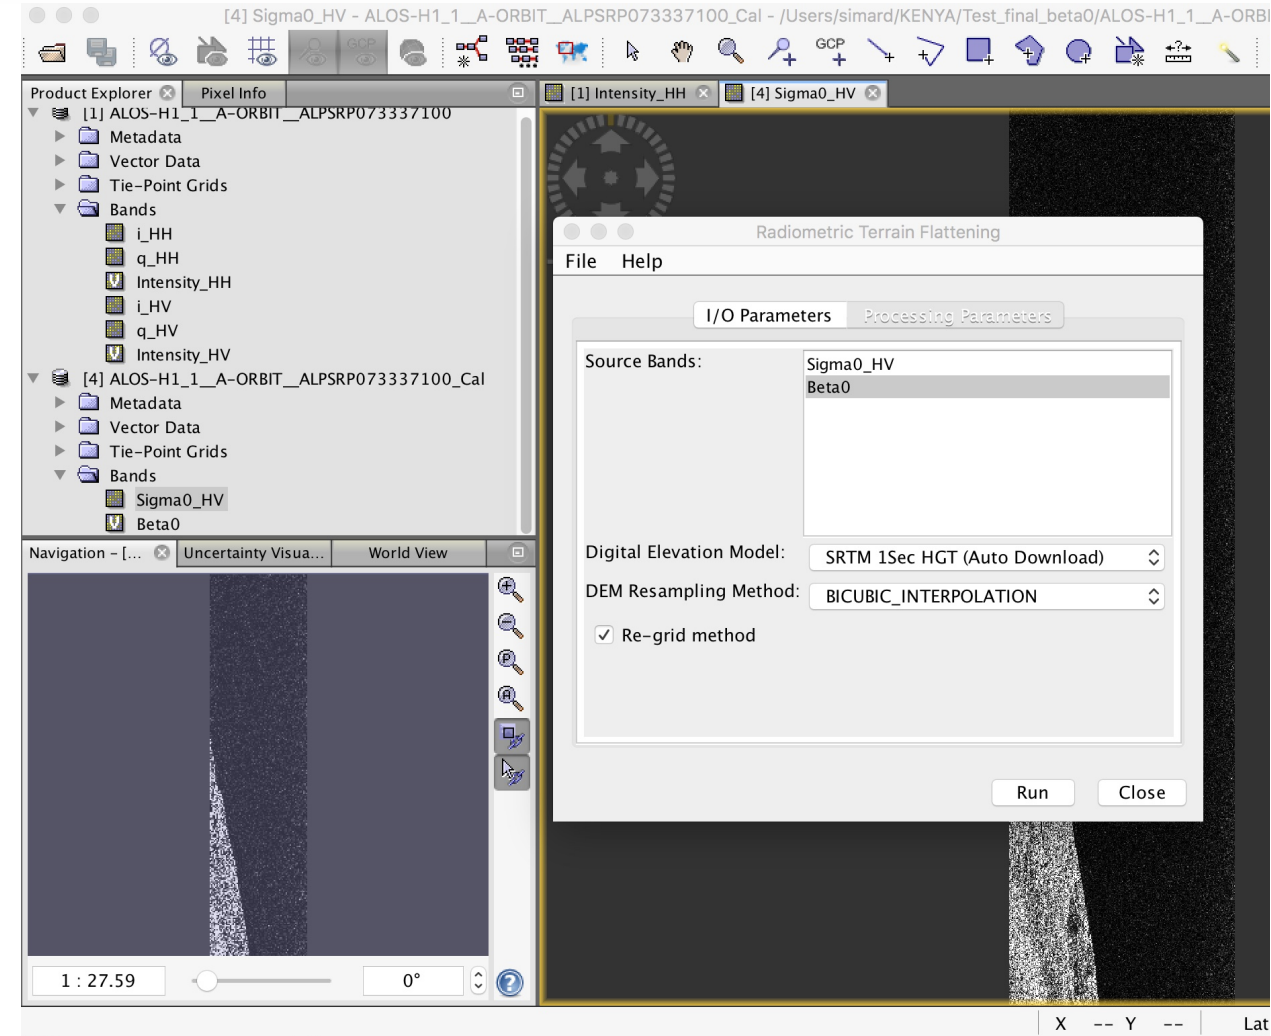 [4] Sigma0_HV - ALOS-H1_1__A-ORBIT__ALPSRP073337100_Cal - /Users/simard/KENYA/Test_final_beta0/ALOS-H1_1__A-ORBI
GCP
GCP
Product Explorer
Pixel Info
[1] Intensity_HH
[4] Sigma0_HV
[1] ALOS-H1_1__A-ORBIT__ALPSRP073337100
Metadata
Vector Data
Tie-Point Grids
Bands
i_HH
q_HH
Intensity_HH
i_HV
q_HV
Intensity_HV
[4] ALOS-H1_1__A-ORBIT__ALPSRP073337100_Cal
Metadata
Vector Data
Tie-Point Grids
Bands
Sigma0_HV
Beta0
Navigation - [...
Uncertainty Visua...
World View
1 : 27.59
0°
Radiometric Terrain Flattening
File Help
I/O Parameters
Processing Parameters
Source Bands:
Sigma0_HV
Beta0
Digital Elevation Model:
SRTM 1Sec HGT (Auto Download)
DEM Resampling Method:
BICUBIC_INTERPOLATION
Re-grid method
Run
Close
X -- Y -- Lat